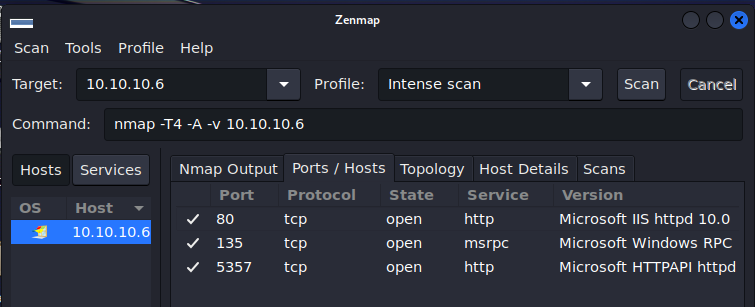 Zenmap
Scan Tools Profile Help
Target: 10.10.10.6 Profile: Intense scan Scan Cancel
Command: nmap -T4 -A -v 10.10.10.6
Hosts Services Nmap Output Ports / Hosts Topology Host Details Scans
OS Host Port Protocol State Service Version
10.10.10.6 80 tcp open http Microsoft IIS httpd 10.0
135 tcp open msrpc Microsoft Windows RPC
5357 tcp open http Microsoft HTTPAPI httpd